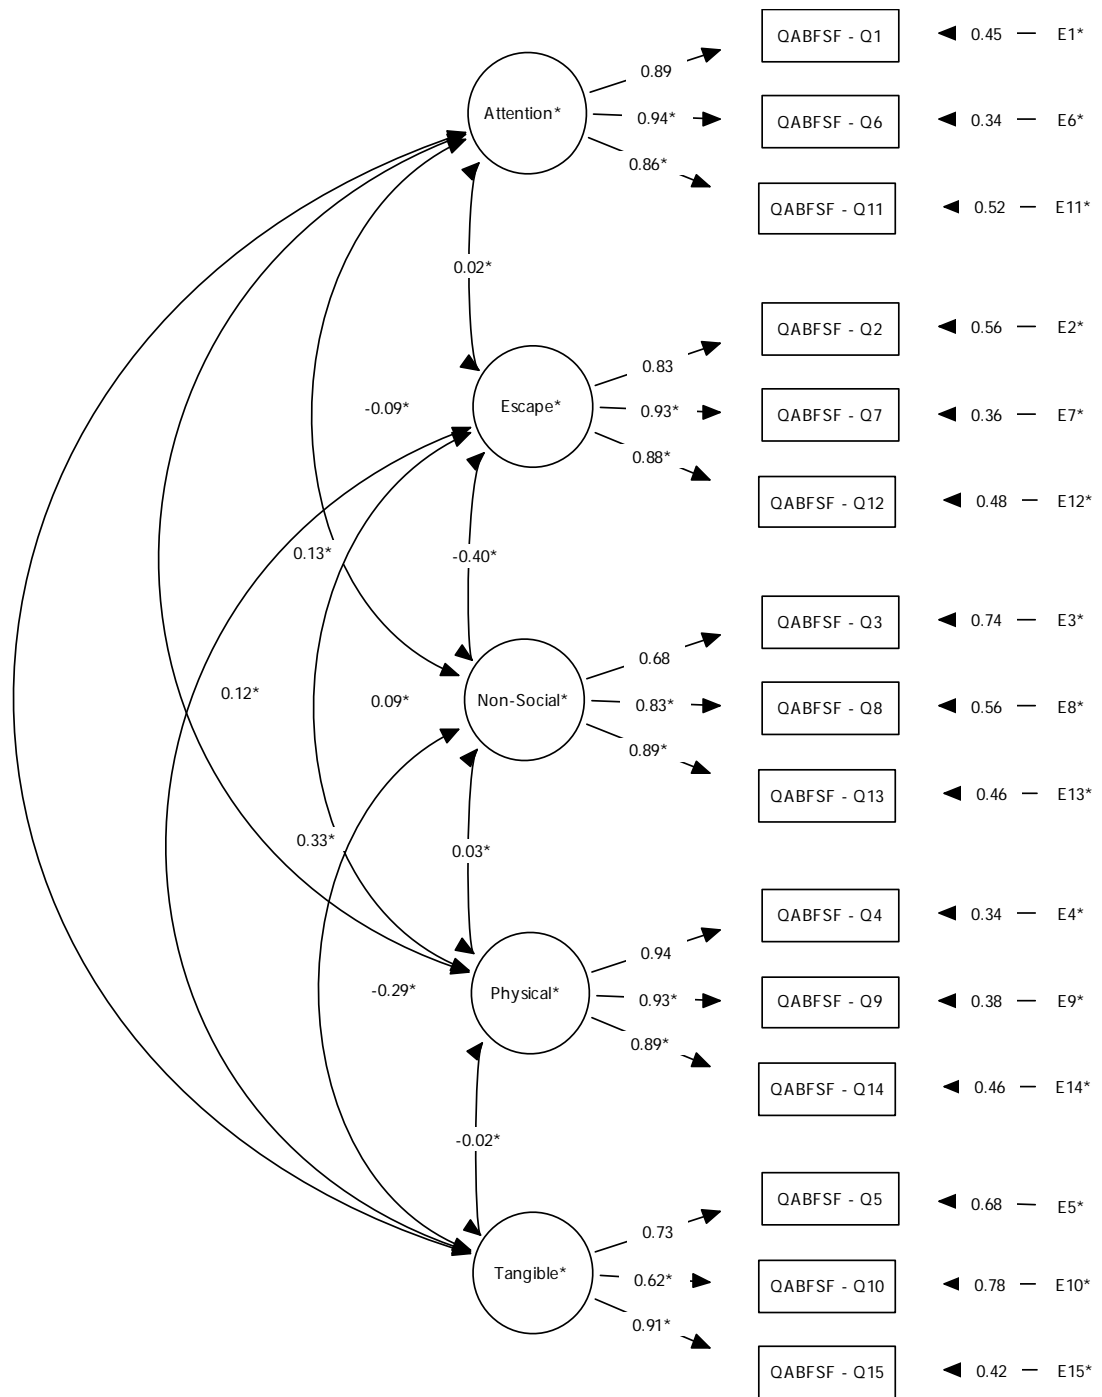 QABFSF - Q1 0.45 E1*
0.89
Attention* 0.94* QABFSF - Q6 0.34 E6*
0.86*
QABFSF - Q11 0.52 E11*
0.02*
QABFSF - Q2 0.56 E2*
0.83
-0.09* Escape* 0.93* QABFSF - Q7 0.36 E7*
0.88*
QABFSF - Q12 0.48 E12*
0.13* -0.40*
QABFSF - Q3 0.74 E3*
0.68
0.12* 0.09* Non-Social* 0.83* QABFSF - Q8 0.56 E8*
0.89*
QABFSF - Q13 0.46 E13*
0.33* 0.03*
QABFSF - Q4 0.34 E4*
0.94
-0.29* Physical* 0.93* QABFSF - Q9 0.38 E9*
0.89*
QABFSF - Q14 0.46 E14*
-0.02*
QABFSF - Q5 0.68 E5*
0.73
Tangible* 0.62* QABFSF - Q10 0.78 E10*
0.91*
QABFSF - Q15 0.42 E15*